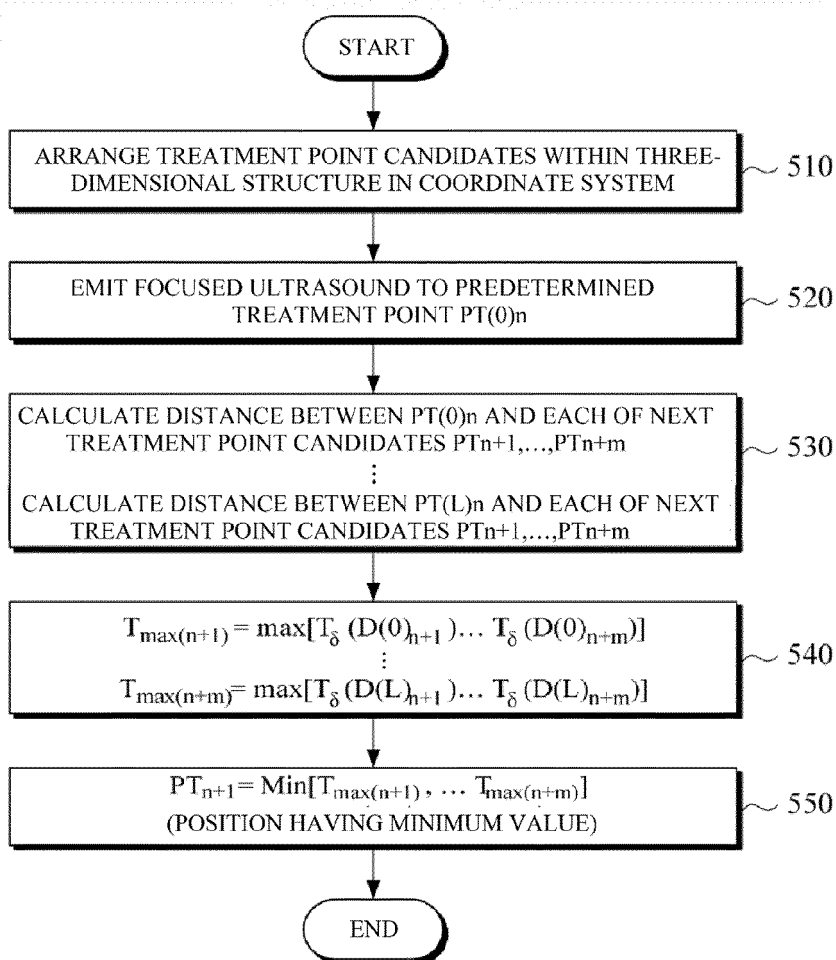 START
ARRANGE TREATMENT POINT CANDIDATES WITHIN THREE-
DIMENSIONAL STRUCTURE IN COORDINATE SYSTEM
510
EMIT FOCUSED ULTRASOUND TO PREDETERMINED
TREATMENT POINT PT(0)n
520
CALCULATE DISTANCE BETWEEN PT(0)n AND EACH OF NEXT
TREATMENT POINT CANDIDATES PTn+1,...,PTn+m
⋮
CALCULATE DISTANCE BETWEEN PT(L)n AND EACH OF NEXT
TREATMENT POINT CANDIDATES PTn+1,...,PTn+m
530
Tmax(n+1) = max[Tδ (D(0)n+1)... Tδ (D(0)n+m)]
⋮
Tmax(n+m)= max[Tδ (D(L)n+1)... Tδ (D(L)n+m)]
540
PTn+1= Min[Tmax(n+1) , ... Tmax(n+m)]
(POSITION HAVING MINIMUM VALUE)
550
END